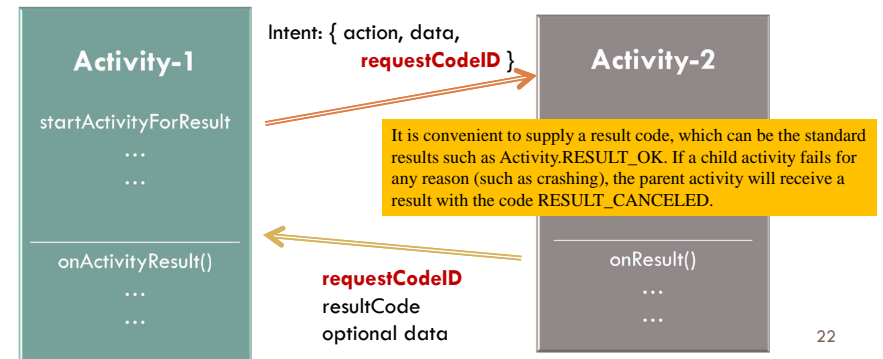 Activity-1
startActivityForResult
...
...
onActivityResult()
...
...
Intent: { action, data,
requestCodeID }
It is convenient to supply a result code, which can be the standard
results such as Activity.RESULT_OK. If a child activity fails for
any reason (such as crashing), the parent activity will receive a
result with the code RESULT_CANCELED.
requestCodeID
resultCode
optional data
Activity-2
onResult()
...
...
22